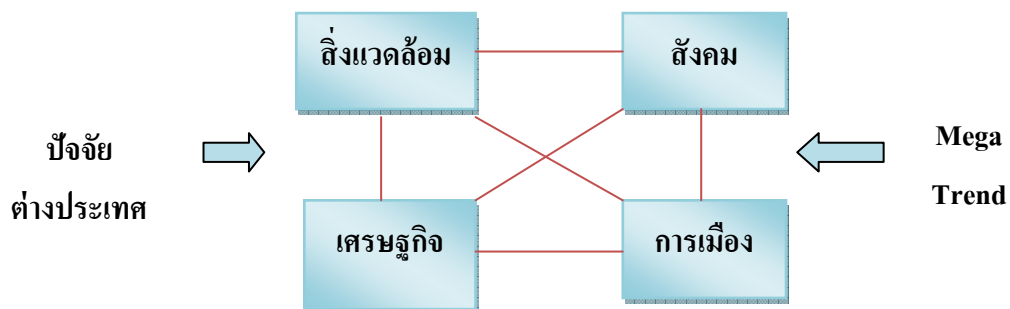 สิ่งแวดล้อม
สังคม
ปัจจัย
ต่างประเทศ
Mega
Trend
เศรษฐกิจ
การเมือง